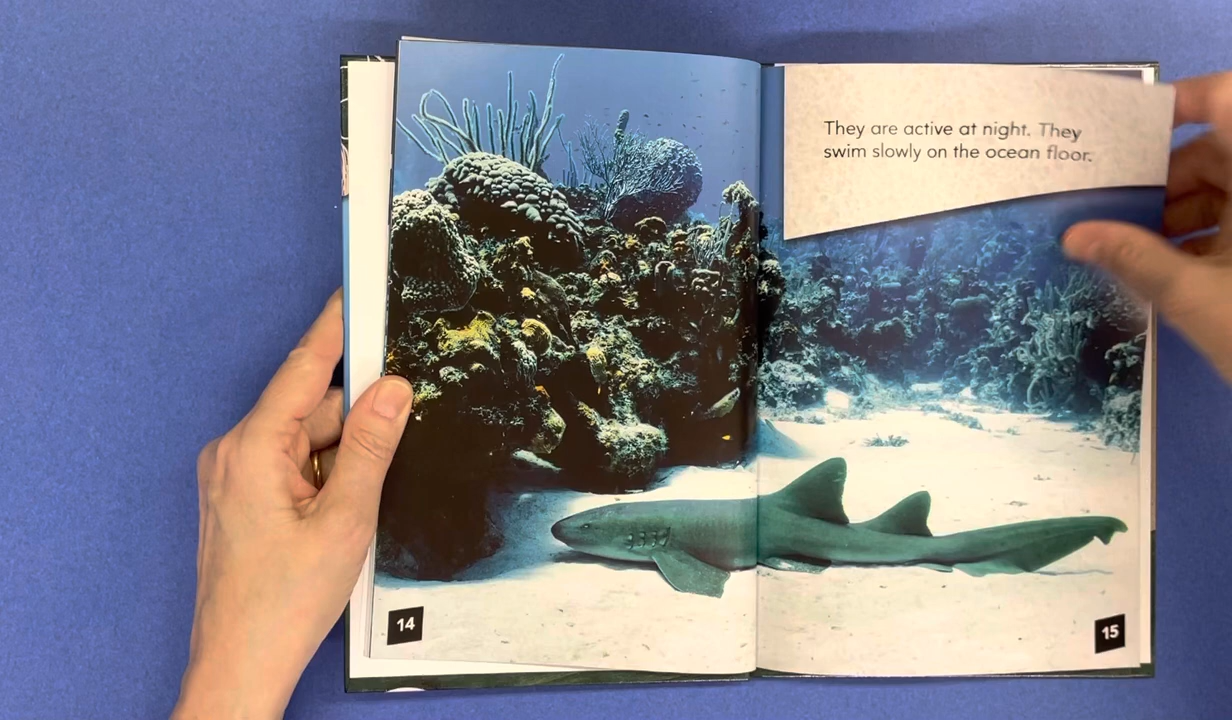 They are active at night. They
swim slowly on the ocean floor.
14
15